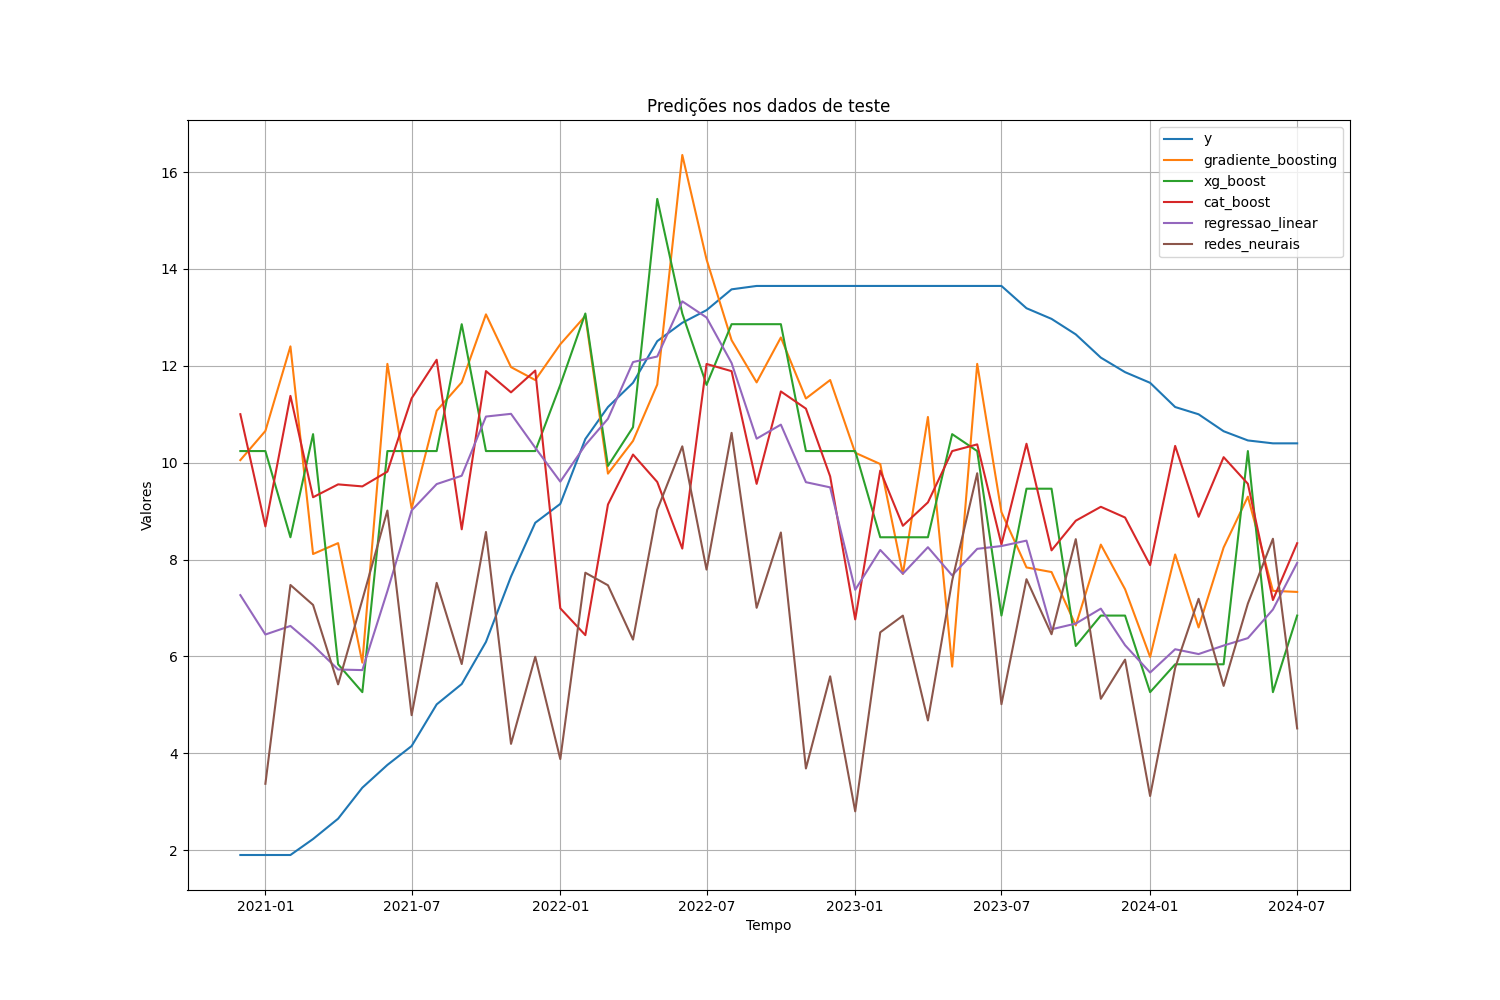 Predições nos dados de teste
y
gradiente_boosting
xg_boost
cat_boost
regressao_linear
redes_neurais
Valores
16
14
12
10
8
6
4
2
2021-01 2021-07 2022-01 2022-07 2023-01 2023-07 2024-01 2024-07
Tempo